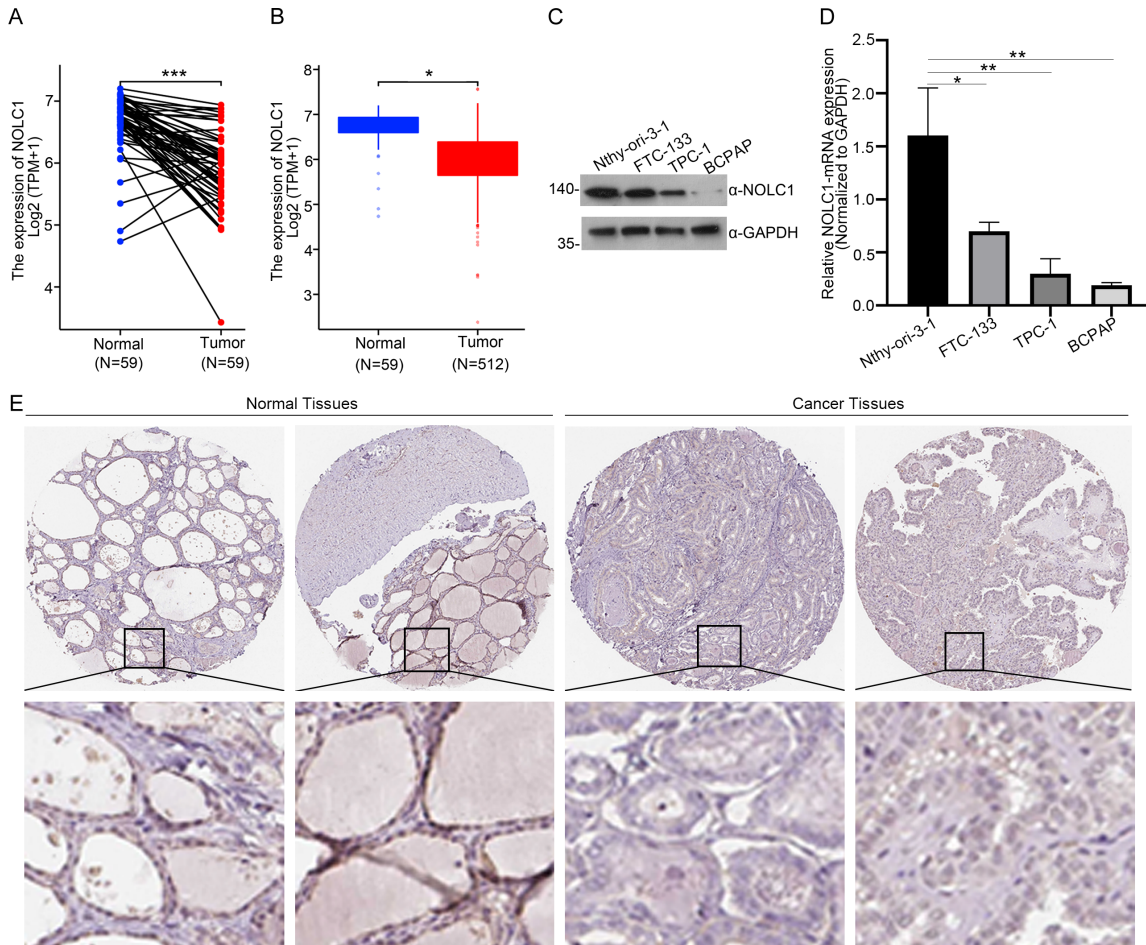 A
The expression of NOLC1
Log2 (TPM+1)
***
7
6
5
4
Normal
(N=59)
Tumor
(N=59)
B
The expression of NOLC1
Log2 (TPM+1)
*
8
7
6
5
4
3
Normal
(N=59)
Tumor
(N=512)
C
Nthy-ori-3-1
FTC-133
TPC-1
BCPAP
140-
α-NOLC1
35-
α-GAPDH
D
Relative NOLC1-mRNA expression
(Normalized to GAPDH)
2.5
2.0
1.5
1.0
0.5
0.0
**
**
*
Nthy-ori-3-1
FTC-133
TPC-1
BCPAP
E
Normal Tissues
Cancer Tissues